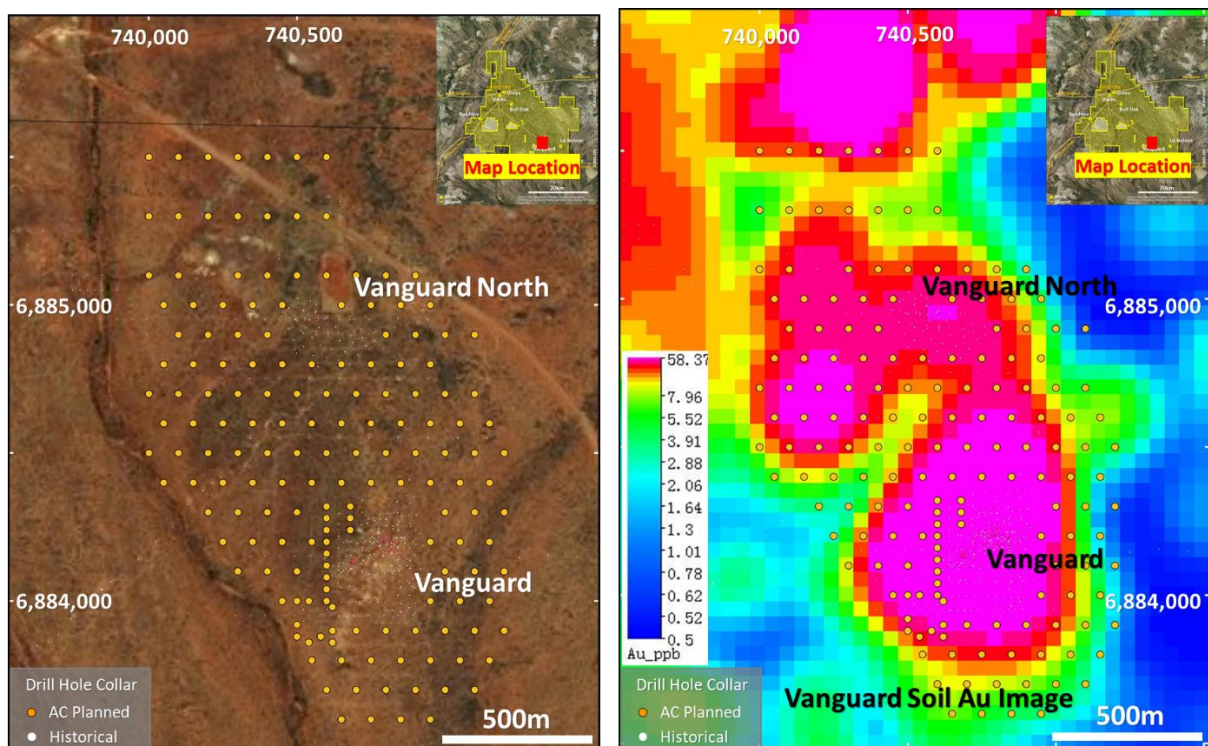 740,000
740,500
Map Location
20km
Vanguard North
6,885,000
Vanguard
6,884,000
Drill Hole Collar
AC Planned
Historical
500m
740,000
740,500
Map Location
20km
Vanguard North
6,885,000
58.37
7.96
5.52
3.91
2.88
2.06
1.64
1.3
1.01
0.78
0.62
0.52
0.5
Au_ppb
Vanguard
6,884,000
Drill Hole Collar
AC Planned
Historical
Vanguard Soil Au Image
500m